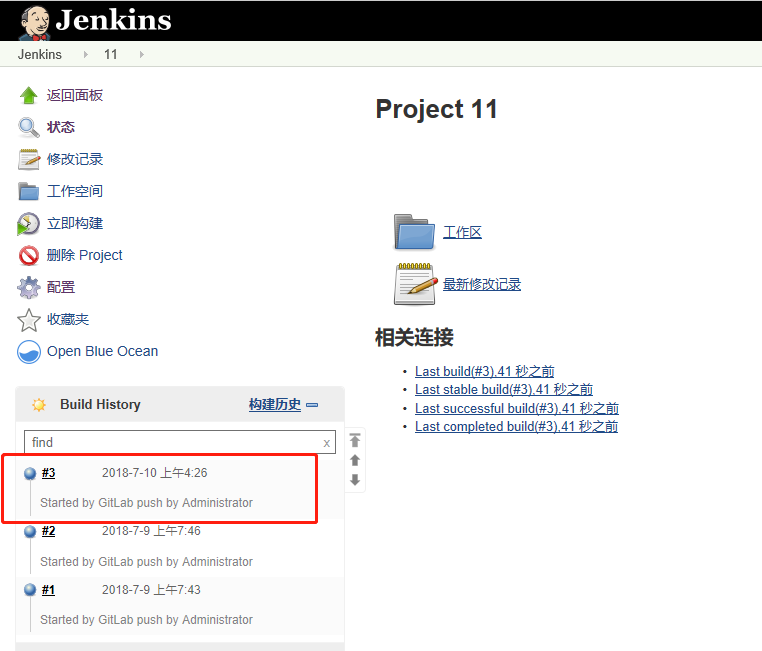 Jenkins
Jenkins 11
返回面板
状态
修改记录
工作空间
立即构建
删除 Project
配置
收藏夹
Open Blue Ocean
Build History 构建历史
find x
#3 2018-7-10 上午4:26
Started by GitLab push by Administrator
#2 2018-7-9 上午7:46
Started by GitLab push by Administrator
#1 2018-7-9 上午7:43
Started by GitLab push by Administrator
Project 11
工作区
最新修改记录
相关连接
Last build(#3),41 秒之前
Last stable build(#3),41 秒之前
Last successful build(#3),41 秒之前
Last completed build(#3),41 秒之前